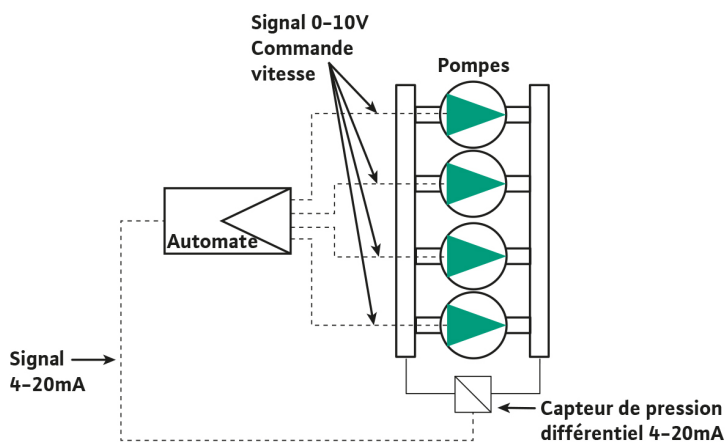 Signal 0–10V
Commande
vitesse
Pompes
Automate
Signal
4–20mA
Capteur de pression
différentiel 4–20mA